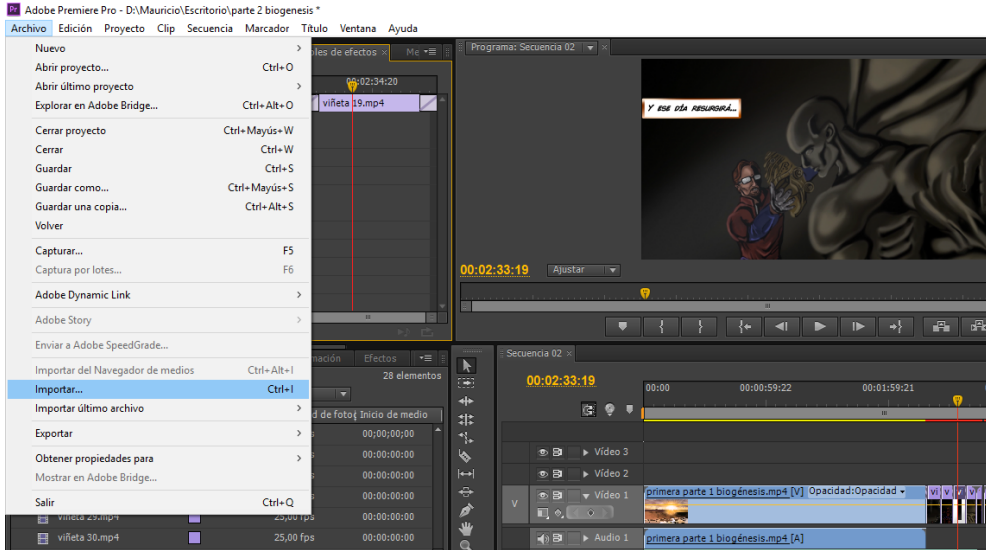 Adobe Premiere Pro - D:\Mauricio\Escritorio\parte 2 biogenesis *
Archivo Edición Proyecto Clip Secuencia Marcador Título Ventana Ayuda
Nuevo
Abrir proyecto... Ctrl+O
Abrir último proyecto
Explorar en Adobe Bridge... Ctrl+Alt+O
Cerrar proyecto Ctrl+Mayús+W
Cerrar Ctrl+W
Guardar Ctrl+S
Guardar como... Ctrl+Mayús+S
Guardar una copia... Ctrl+Alt+S
Volver
Capturar... F5
Captura por lotes... F6
Adobe Dynamic Link
Adobe Story
Enviar a Adobe SpeedGrade...
Importar del Navegador de medios Ctrl+Alt+I
Importar... Ctrl+I
Importar último archivo
Exportar
Obtener propiedades para
Mostrar en Adobe Bridge...
Salir Ctrl+Q
oles de efectos × Me
00:02:34:20
viñeta 19.mp4
Programa: Secuencia 02 ×
Y ESE DÍA RESURGIRÁ...
00:02:33:19 Ajustar
mación Efectos
28 elementos
d de foto Inicio de medio
00;00;00;00
00:00:00:00
00:00:00:00
00:00:00:00
viñeta 29.mp4 25,00 fps 00:00:00:00
viñeta 30.mp4 25,00 fps 00:00:00:00
Secuencia 02 ×
00:02:33:19
00:00 00:00:59:22 00:01:59:21
Vídeo 3
Vídeo 2
V Vídeo 1
primera parte 1 biogénesis.mp4 [V] Opacidad:Opacidad vi v v v v
Audio 1
primera parte 1 biogénesis.mp4 [A]